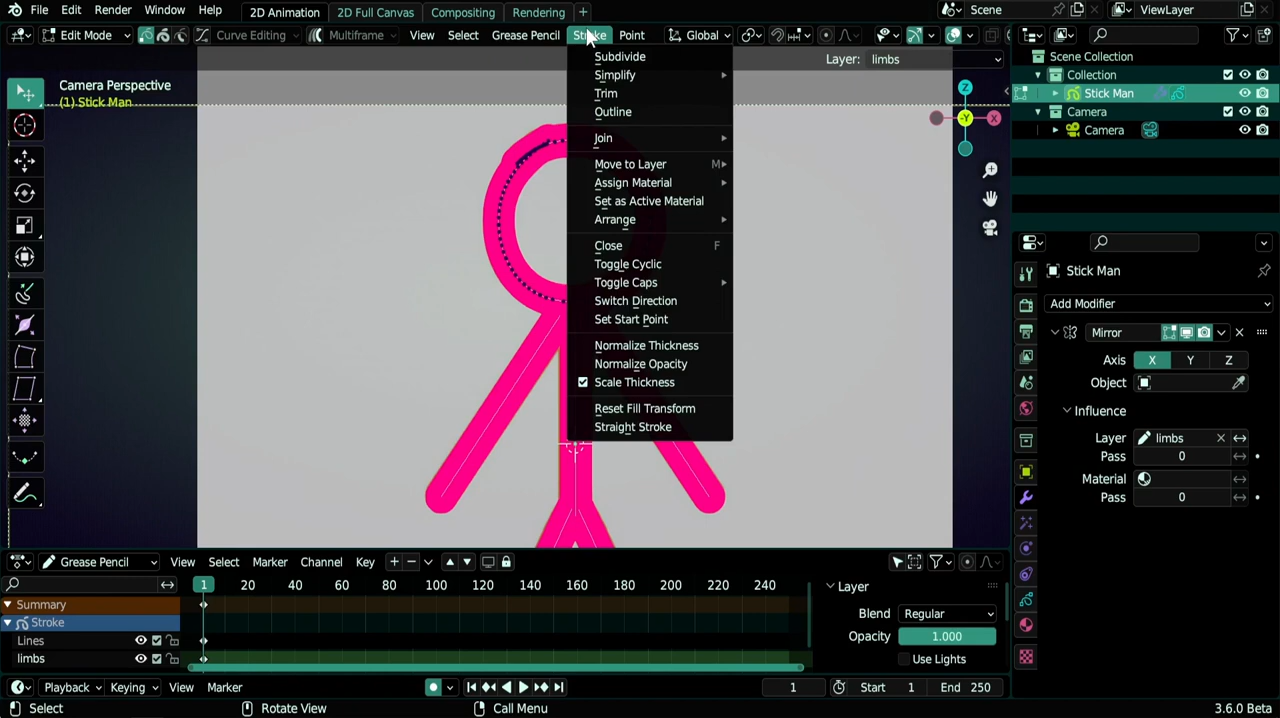 File Edit Render Window Help 2D Animation 2D Full Canvas Compositing Rendering + Scene ViewLayer
Edit Mode Curve Editing Multiframe View Select Grease Pencil Stroke Point Global
Layer: limbs
Camera Perspective
(1) Stick Man
Subdivide
Simplify
Trim
Outline
Join
Move to Layer M
Assign Material
Set as Active Material
Arrange
Close F
Toggle Cyclic
Toggle Caps
Switch Direction
Set Start Point
Normalize Thickness
Normalize Opacity
Scale Thickness
Reset Fill Transform
Straight Stroke
Z
-Y
X
Scene Collection
Collection
Stick Man
Camera
Camera
Stick Man
Add Modifier
Mirror
Axis X Y Z
Object
Influence
Layer limbs
Pass 0
Material
Pass 0
Grease Pencil View Select Marker Channel Key
1 20 40 60 80 100 120 140 160 180 200 220 240
Summary
Stroke
Lines
limbs
Layer
Blend Regular
Opacity 1.000
Use Lights
Playback Keying View Marker 1 Start 1 End 250
Select Rotate View Call Menu 3.6.0 Beta